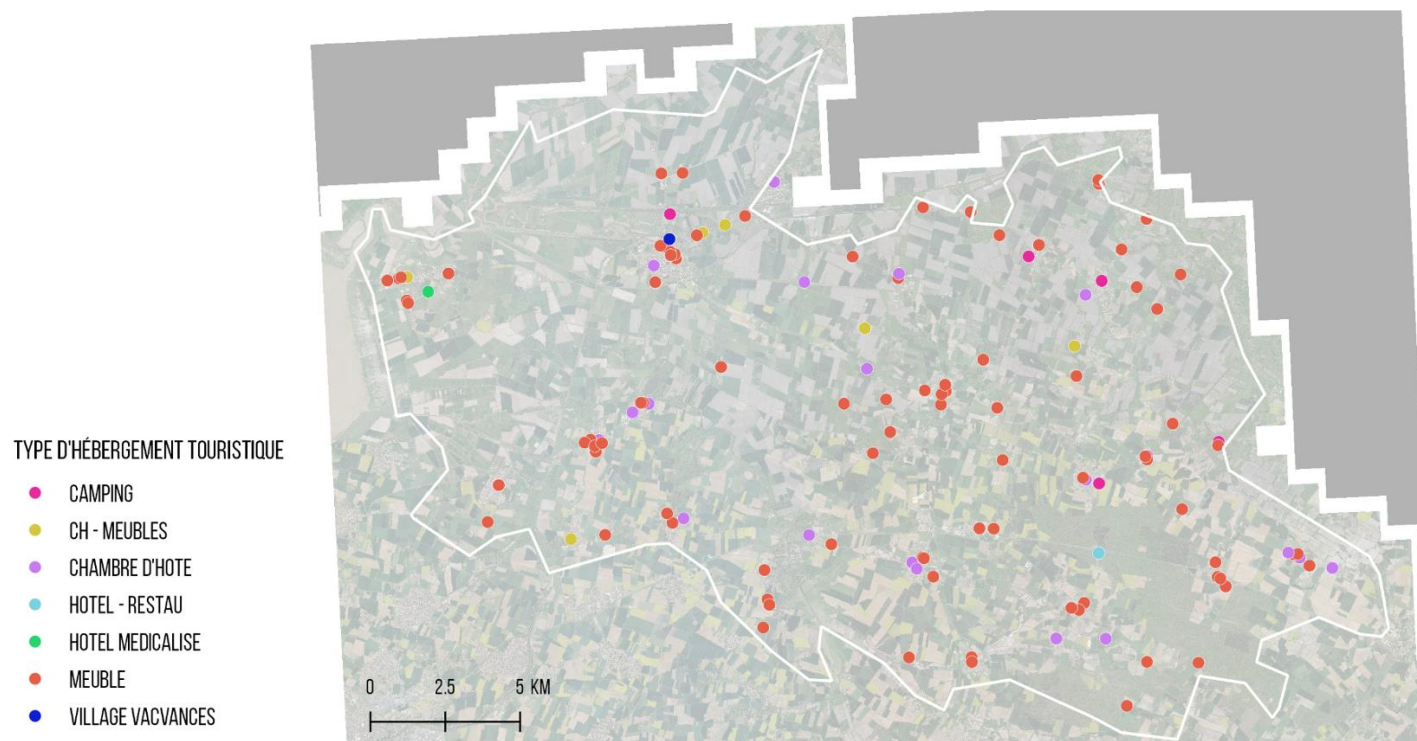 TYPE D'HÉBERGEMENT TOURISTIQUE
CAMPING
CH - MEUBLES
CHAMBRE D'HOTE
HOTEL - RESTAU
HOTEL MEDICALISE
MEUBLE
VILLAGE VACVANCES
0 2.5 5 KM